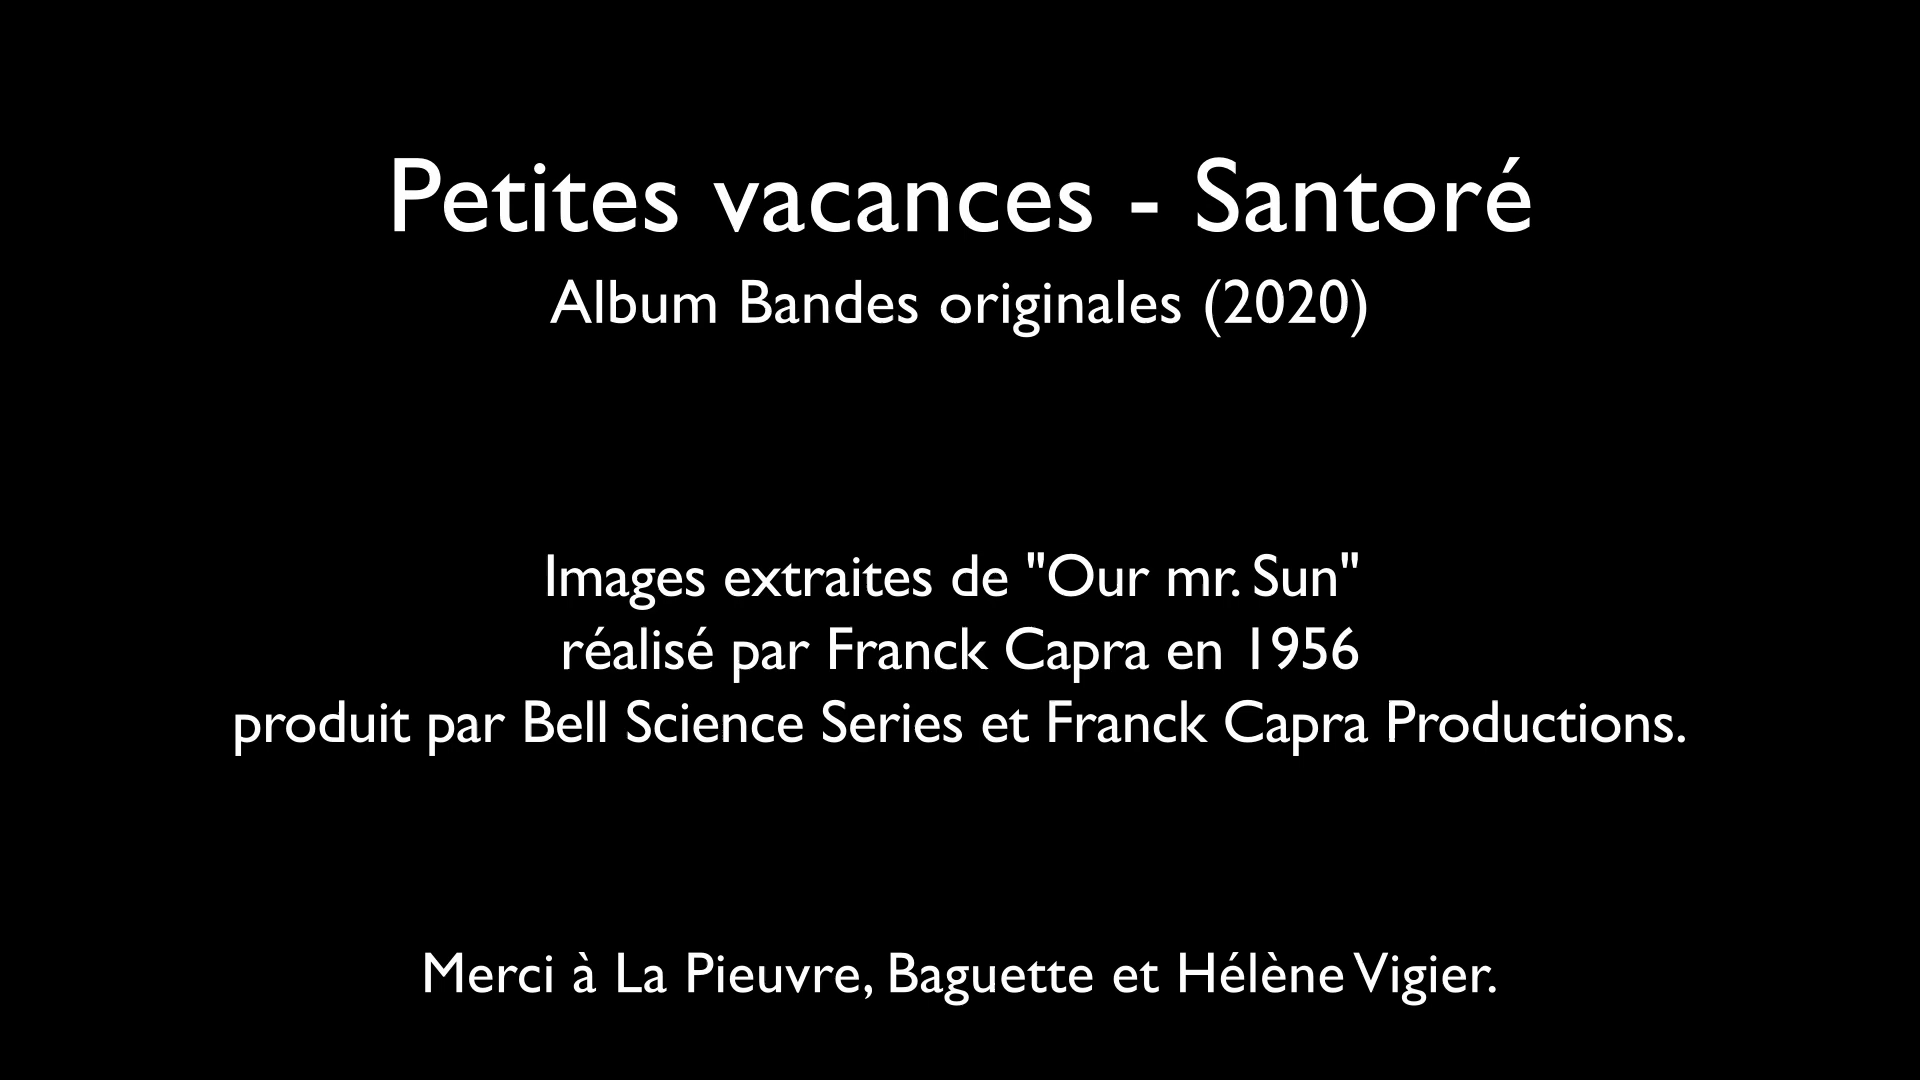 Petites vacances - Santoré
Album Bandes originales (2020)
Images extraites de "Our mr. Sun"
réalisé par Franck Capra en 1956
produit par Bell Science Series et Franck Capra Productions.
Merci à La Pieuvre, Baguette et Hélène Vigier.